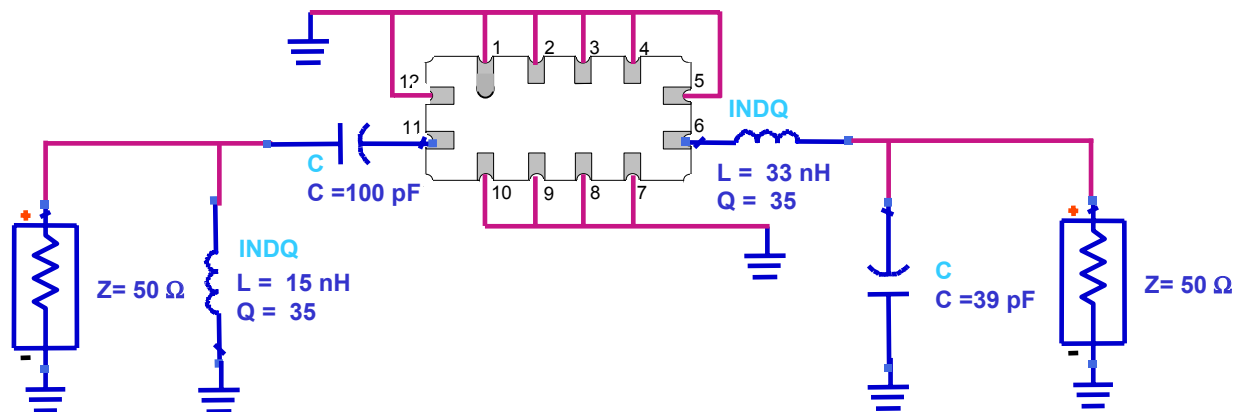 1
2
3
4
12
5
INDQ
11
6
C
C =100 pF
L = 33 nH
Q = 35
10
9
8
7
+
INDQ
L = 15 nH
Q = 35
Z= 50 Ω
-
C
C =39 pF
+
Z= 50 Ω
-